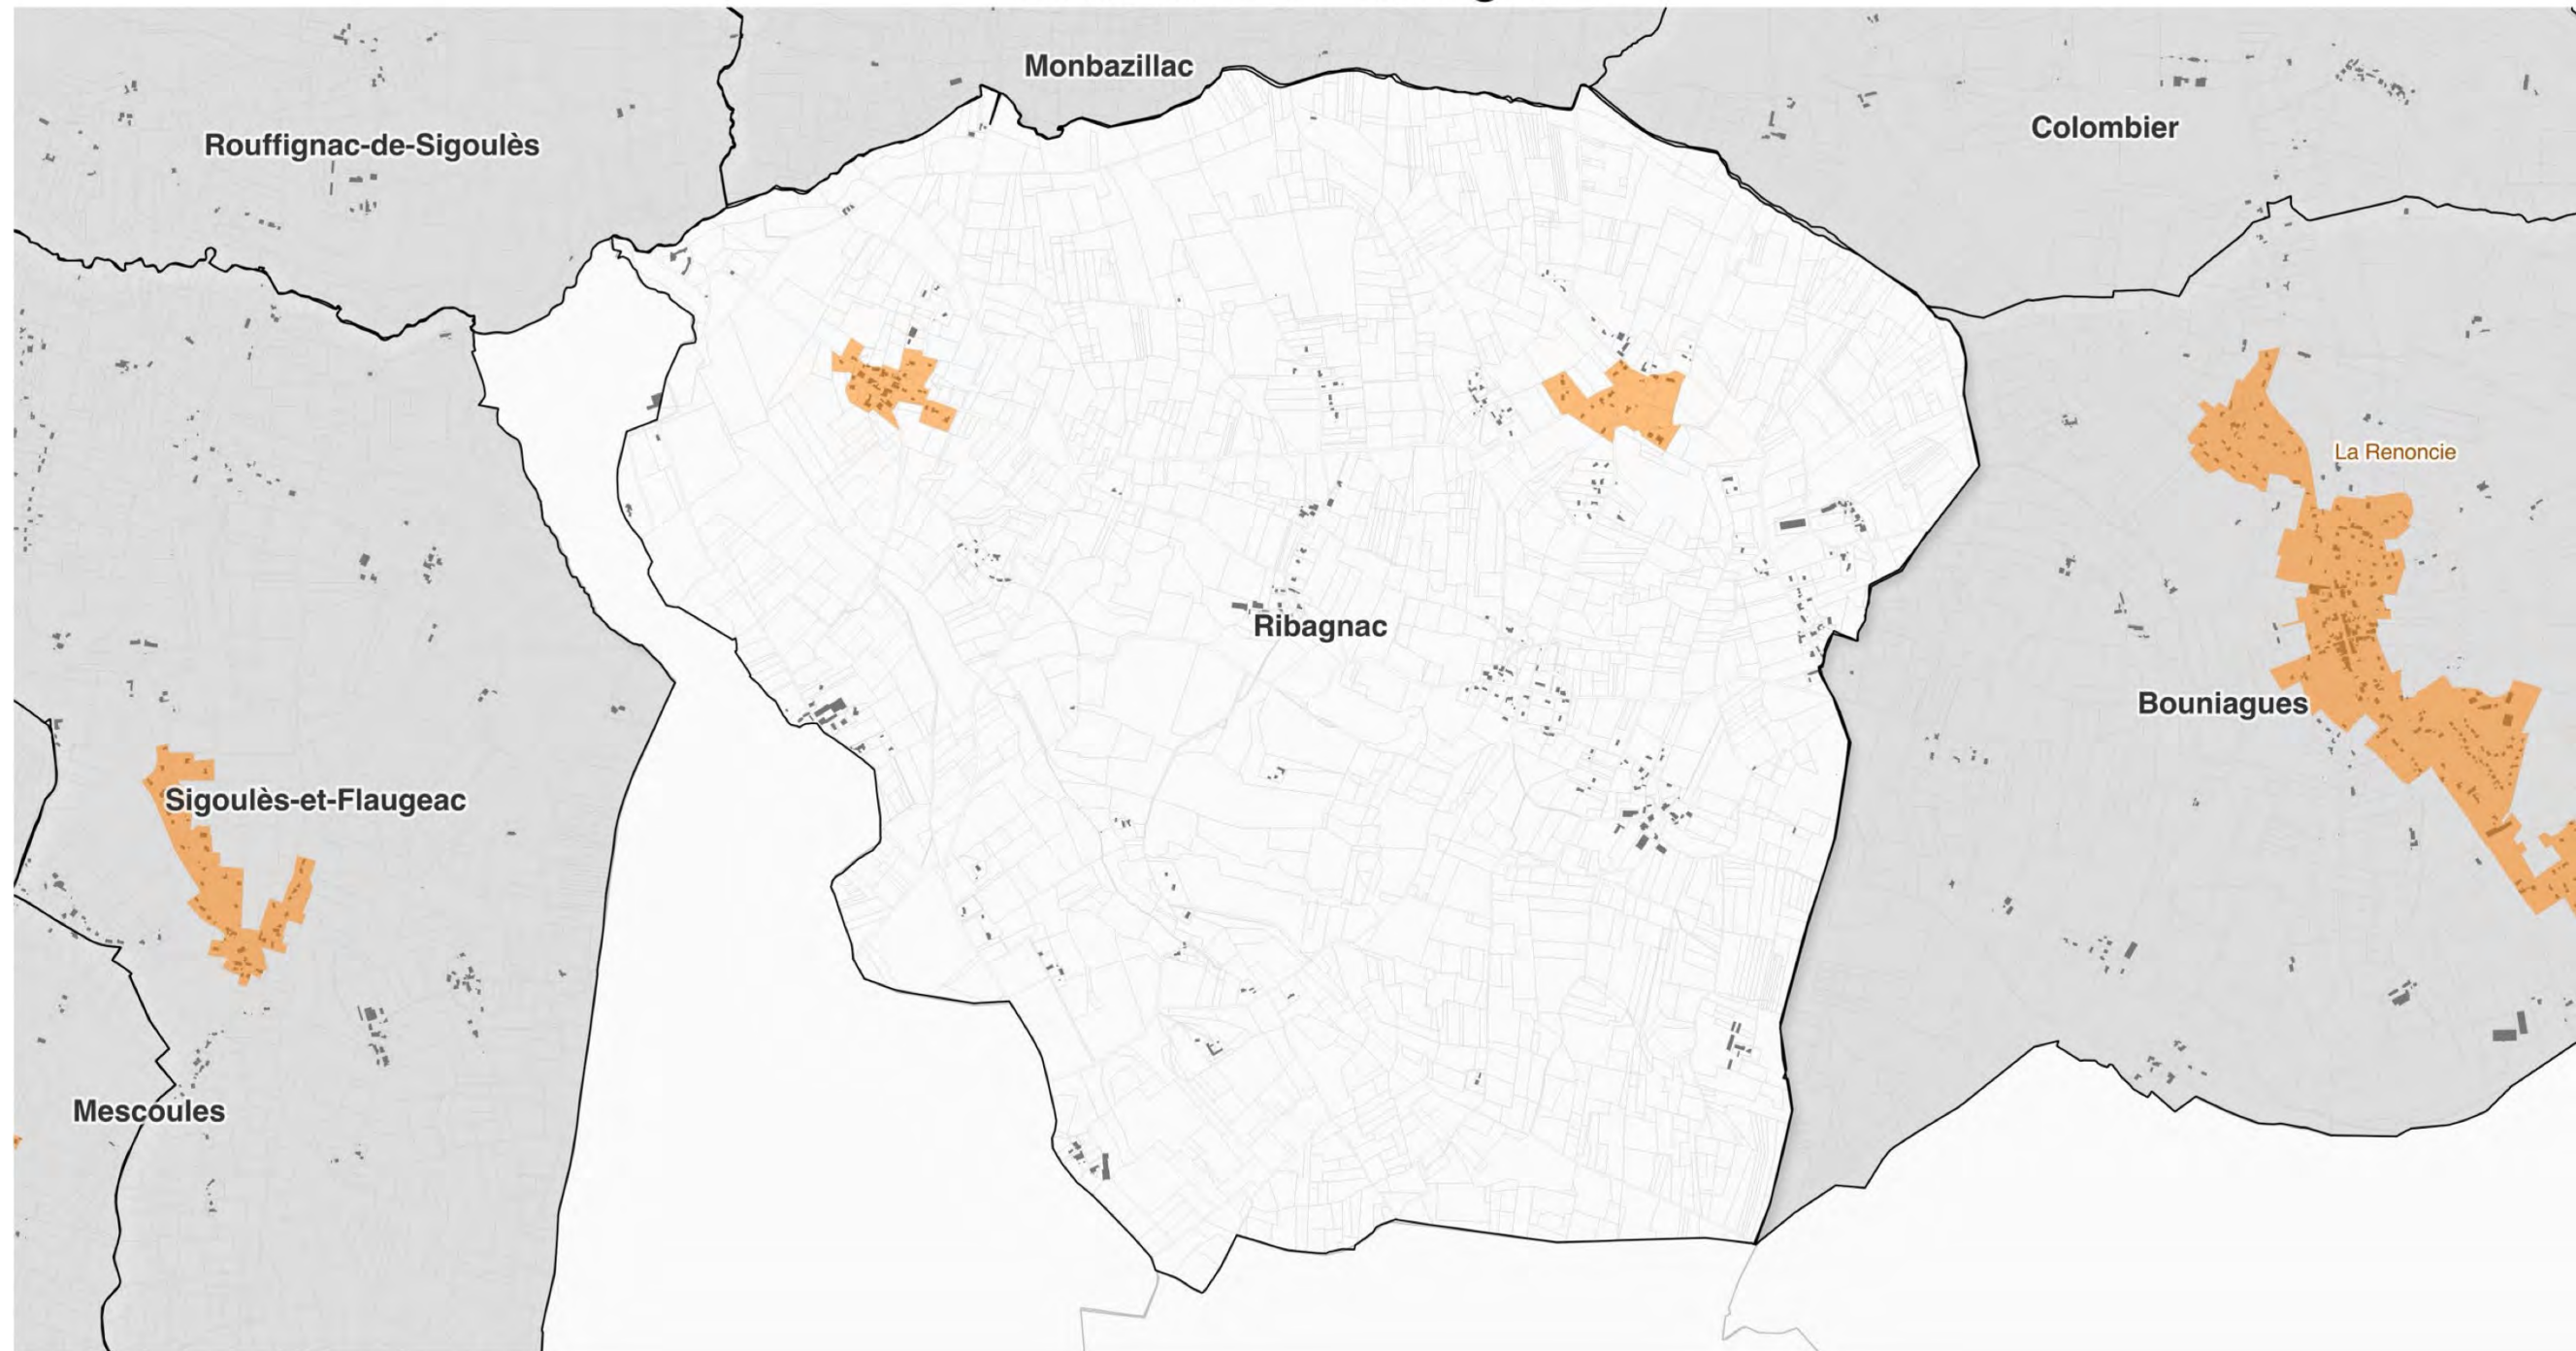 Monbazillac
Rouffignac-de-Sigoulès
Colombier
La Renoncie
Ribagnac
Bouniagues
Sigoulès-et-Flaugeac
Mescoules